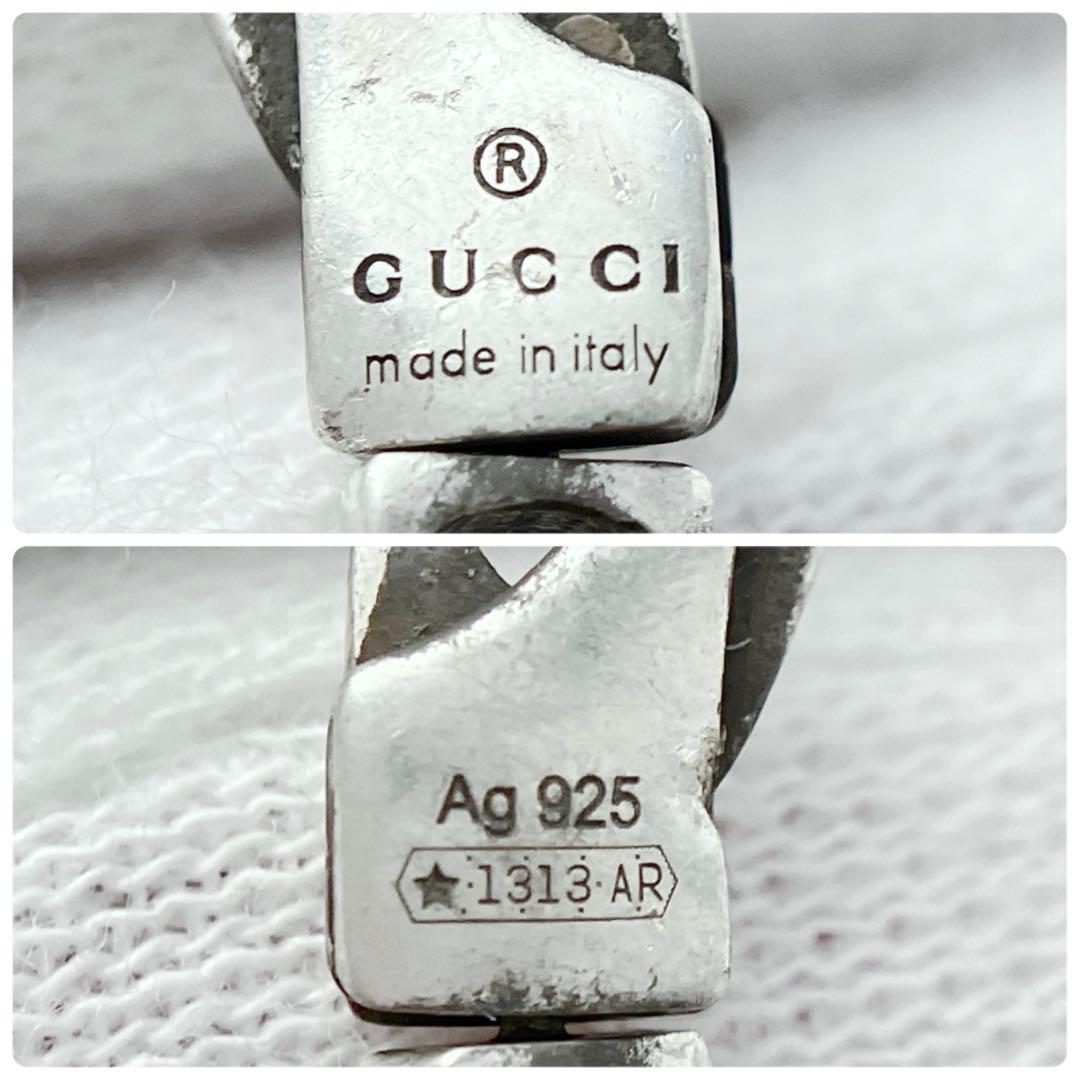 ®
GUCCI
made in italy
Ag 925
★·1313·AR